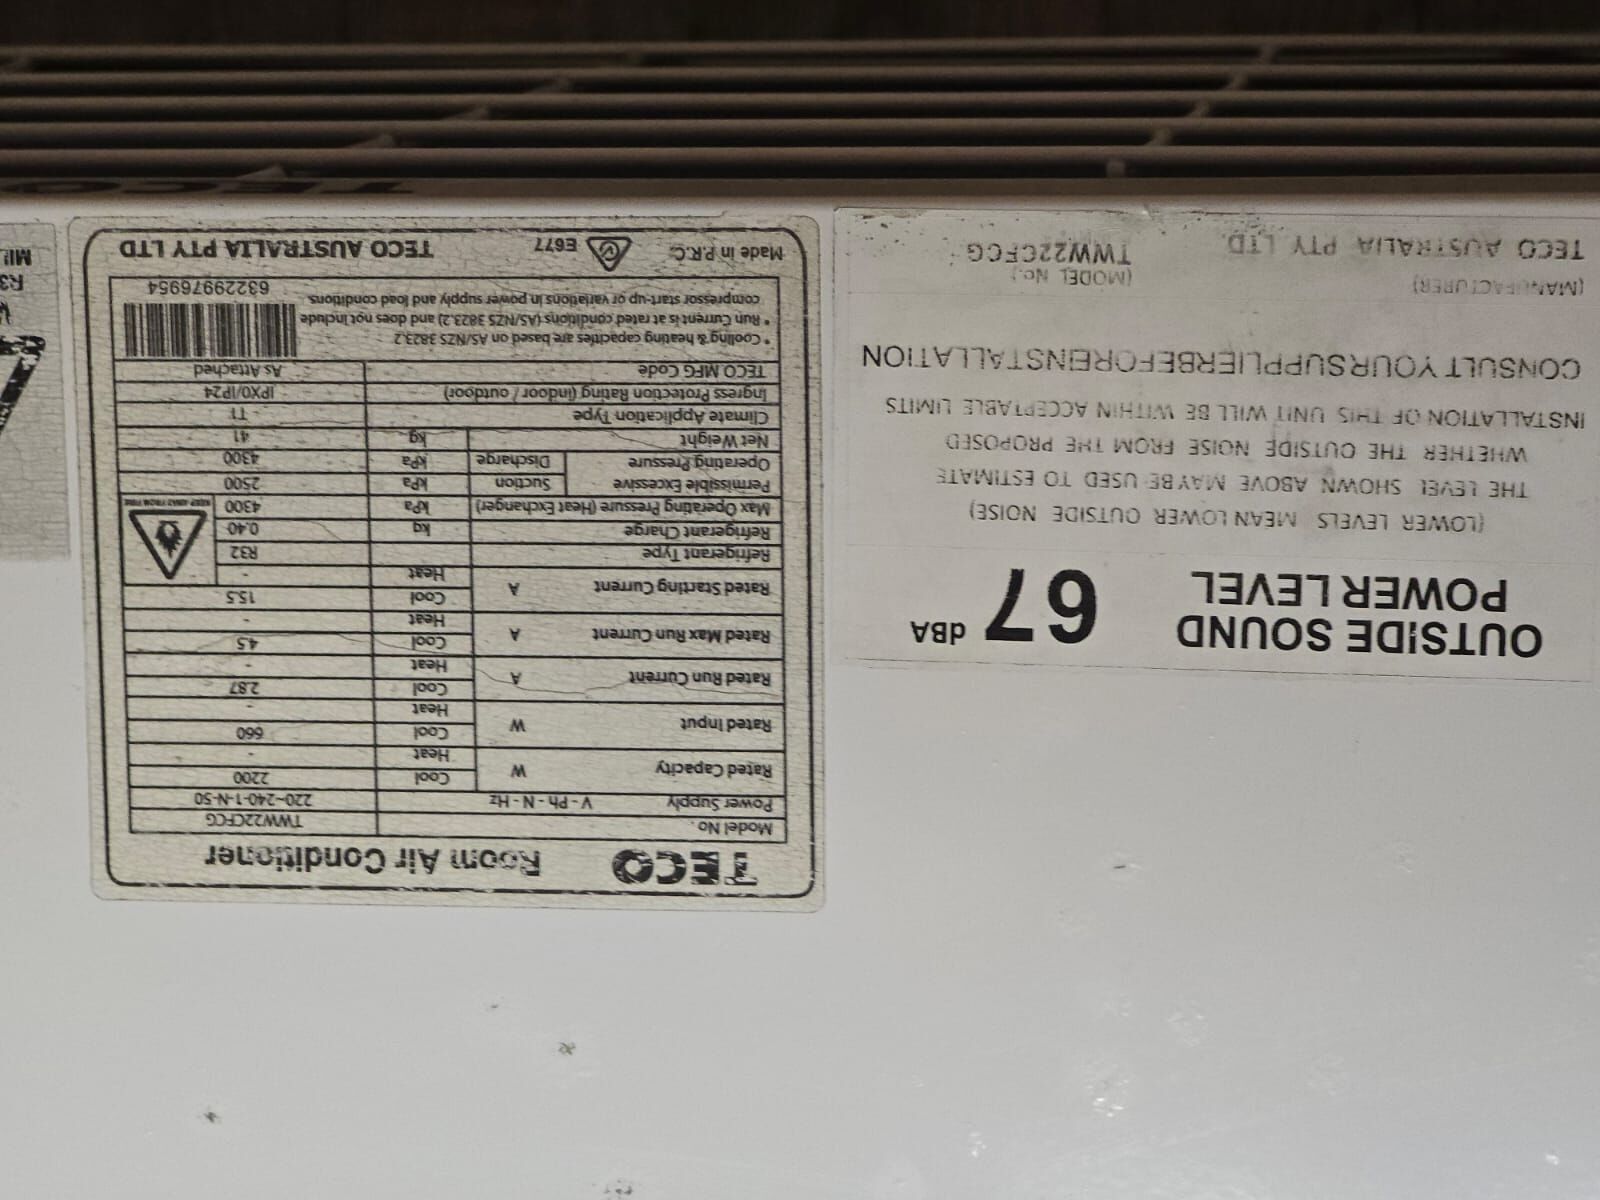 TECO Room Air Conditioner
Model No. TWW22CFCG
Power Supply V - Ph - N - Hz 220~240-1-N-50
Rated Capacity W Cool 2200
Heat -
Rated Input W Cool 660
Heat -
Rated Run Current A Cool 2.87
Heat -
Rated Max Run Current A Cool 4.5
Heat -
Rated Starting Current A Cool 15.5
Heat -
Refrigerant Type R32
Refrigerant Charge kg 0.40
Max Operating Pressure (Heat Exchanger) kPa 4300
KEEP AWAY FROM FIRE
Permissible Excessive Operating Pressure Suction kPa 2500
Discharge kPa 4300
Net Weight kg 41
Climate Application Type T1
Ingress Protection Rating (indoor / outdoor) IPX0/IP24
TECO MFG Code As Attached
* Cooling & heating capacities are based on AS/NZS 3823.2
* Run Current is at rated conditions (AS/NZS 3823.2) and does not include
compressor start-up or variations in power supply and load conditions
63229976954
Made in P.R.C. E677 TECO AUSTRALIA PTY LTD
OUTSIDE SOUND
POWER LEVEL
67 dBA
(LOWER LEVELS MEAN LOWER OUTSIDE NOISE)
THE LEVEL SHOWN ABOVE MAY BE USED TO ESTIMATE
WHETHER THE OUTSIDE NOISE FROM THE PROPOSED
INSTALLATION OF THIS UNIT WILL BE WITHIN ACCEPTABLE LIMITS
CONSULT YOURSUPPLIERBEFOREINSTALLATION
(MANUFACTURER) (MODEL No.)
TECO AUSTRALIA PTY LTD. TWW22CFCG
TECO